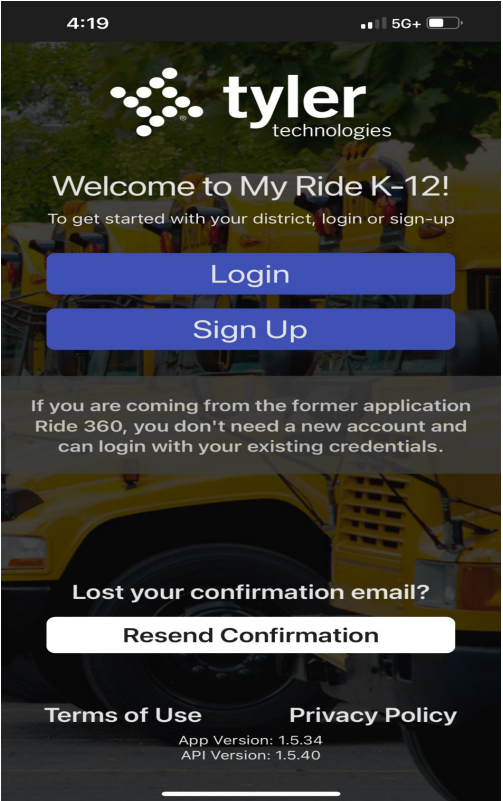 4:19
5G+
tyler
technologies
Welcome to My Ride K-12!
To get started with your district, login or sign-up
Login
Sign Up
If you are coming from the former application
Ride 360, you don't need a new account and
can login with your existing credentials.
Lost your confirmation email?
Resend Confirmation
Terms of Use Privacy Policy
App Version: 1.5.34
API Version: 1.5.40